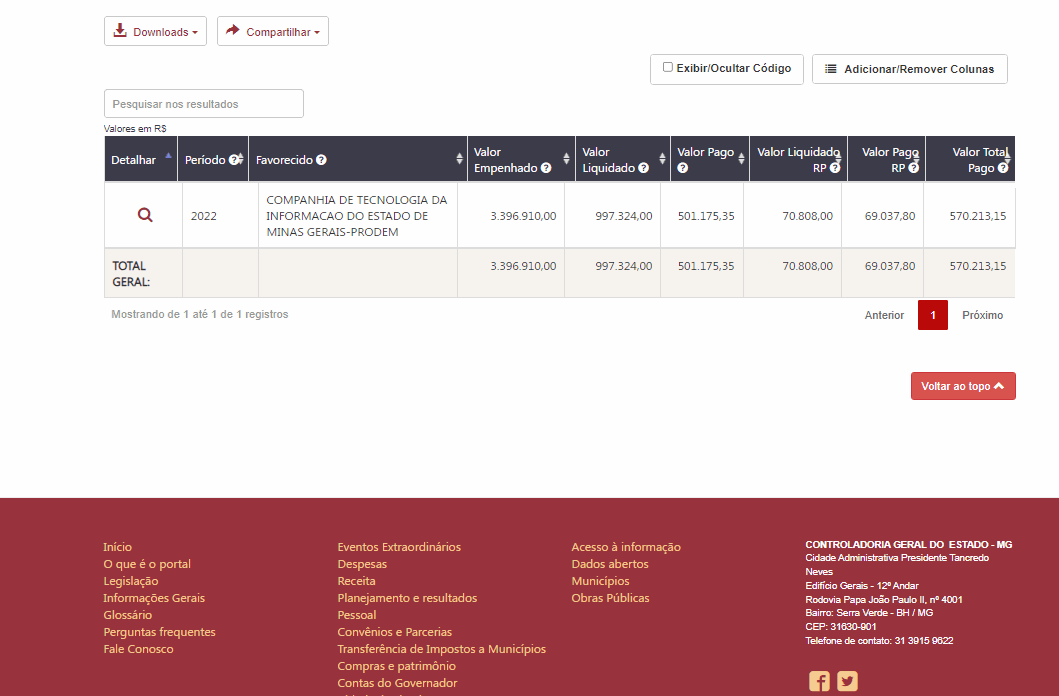 Downloads
Compartilhar
Exibir/Ocultar Código
Adicionar/Remover Colunas
Pesquisar nos resultados
Valores em R$
Detalhar
Período
Favorecido
Valor
Empenhado
Valor
Liquidado
Valor Pago
Valor Liquidado
RP
Valor Pago
RP
Valor Total
Pago
2022
COMPANHIA DE TECNOLOGIA DA
INFORMACAO DO ESTADO DE
MINAS GERAIS-PRODEM
3.396.910,00
997.324,00
501.175,35
70.808,00
69.037,80
570.213,15
TOTAL
GERAL:
3.396.910,00
997.324,00
501.175,35
70.808,00
69.037,80
570.213,15
Mostrando de 1 até 1 de 1 registros
Anterior
1
Próximo
Voltar ao topo
Início
O que é o portal
Legislação
Informações Gerais
Glossário
Perguntas frequentes
Fale Conosco
Eventos Extraordinários
Despesas
Receita
Planejamento e resultados
Pessoal
Convênios e Parcerias
Transferência de Impostos a Municípios
Compras e patrimônio
Contas do Governador
Acesso à informação
Dados abertos
Municípios
Obras Públicas
CONTROLADORIA GERAL DO ESTADO - MG
Cidade Administrativa Presidente Tancredo
Neves
Edifício Gerais - 12º Andar
Rodovia Papa João Paulo II, nº 4001
Bairro: Serra Verde - BH / MG
CEP: 31630-901
Telefone de contato: 31 3915 9622